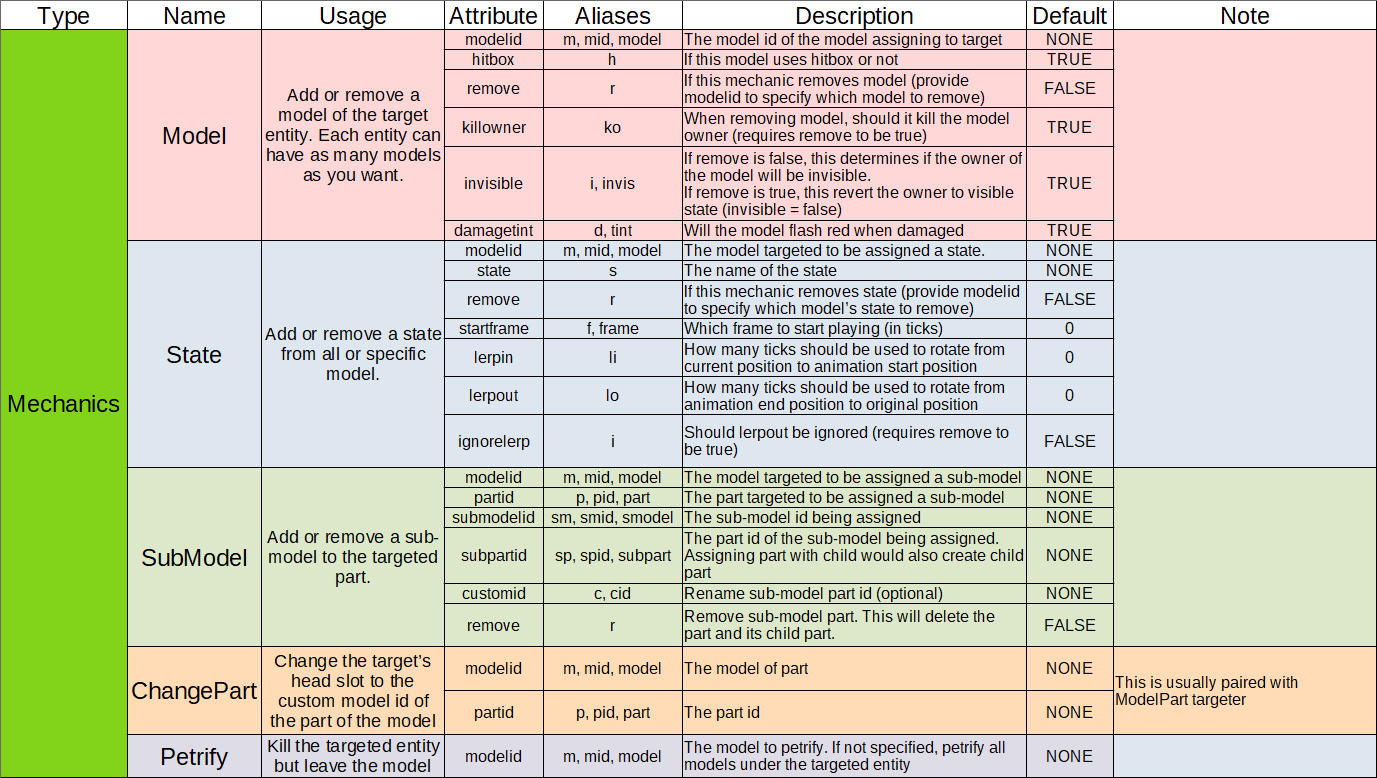 Type Name Usage Attribute Aliases Description Default Note
Mechanics
Model
Add or remove a
model of the target
entity. Each entity can
have as many models
as you want.
modelid m, mid, model The model id of the model assigning to target NONE
hitbox h If this model uses hitbox or not TRUE
remove r If this mechanic removes model (provide
modelid to specify which model to remove) FALSE
killowner ko When removing model, should it kill the model
owner (requires remove to be true) TRUE
invisible i, invis If remove is false, this determines if the owner of
the model will be invisible.
If remove is true, this revert the owner to visible
state (invisible = false) TRUE
damagetint d, tint Will the model flash red when damaged TRUE
State
Add or remove a state
from all or specific
model.
modelid m, mid, model The model targeted to be assigned a state. NONE
state s The name of the state NONE
remove r If this mechanic removes state (provide modelid
to specify which model’s state to remove) FALSE
startframe f, frame Which frame to start playing (in ticks) 0
lerpin li How many ticks should be used to rotate from
current position to animation start position 0
lerpout lo How many ticks should be used to rotate from
animation end position to original position 0
ignorelerp i Should lerpout be ignored (requires remove to
be true) FALSE
SubModel
Add or remove a sub-
model to the targeted
part.
modelid m, mid, model The model targeted to be assigned a sub-model NONE
partid p, pid, part The part targeted to be assigned a sub-model NONE
submodelid sm, smid, smodel The sub-model id being assigned NONE
subpartid sp, spid, subpart The part id of the sub-model being assigned.
Assigning part with child would also create child
part NONE
customid c, cid Rename sub-model part id (optional) NONE
remove r Remove sub-model part. This will delete the
part and its child part. FALSE
ChangePart
Change the target’s
head slot to the
custom model id of
the part of the model
modelid m, mid, model The model of part NONE
partid p, pid, part The part id NONE
This is usually paired with
ModelPart targeter
Petrify
Kill the targeted entity
but leave the model
modelid m, mid, model The model to petrify. If not specified, petrify all
models under the targeted entity NONE